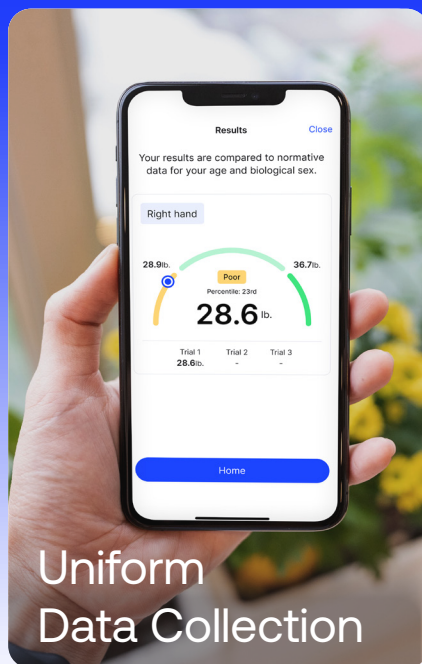 Results
Close
Your results are compared to normative
data for your age and biological sex.
Right hand
28.9lb.
36.7lb.
Poor
Percentile: 23rd
28.6 lb.
Trial 1 Trial 2 Trial 3
28.6lb. - -
Home
Uniform
Data Collection